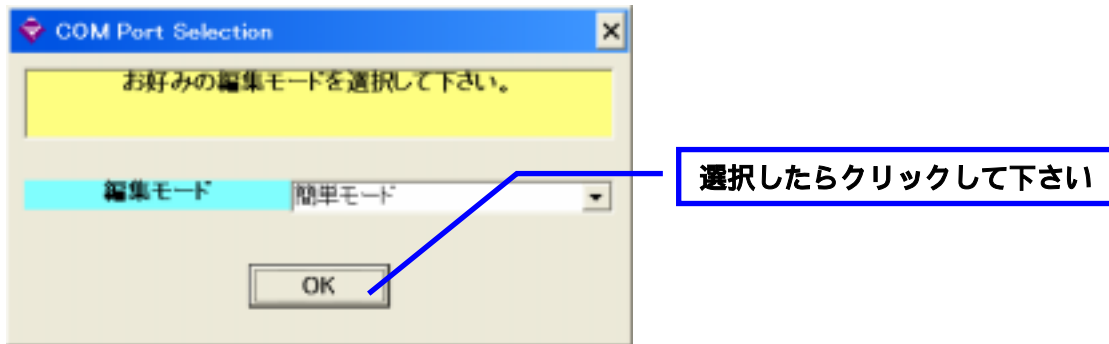 COM Port Selection
お好みの編集モードを選択して下さい。
編集モード
簡単モード
OK
選択したらクリックして下さい